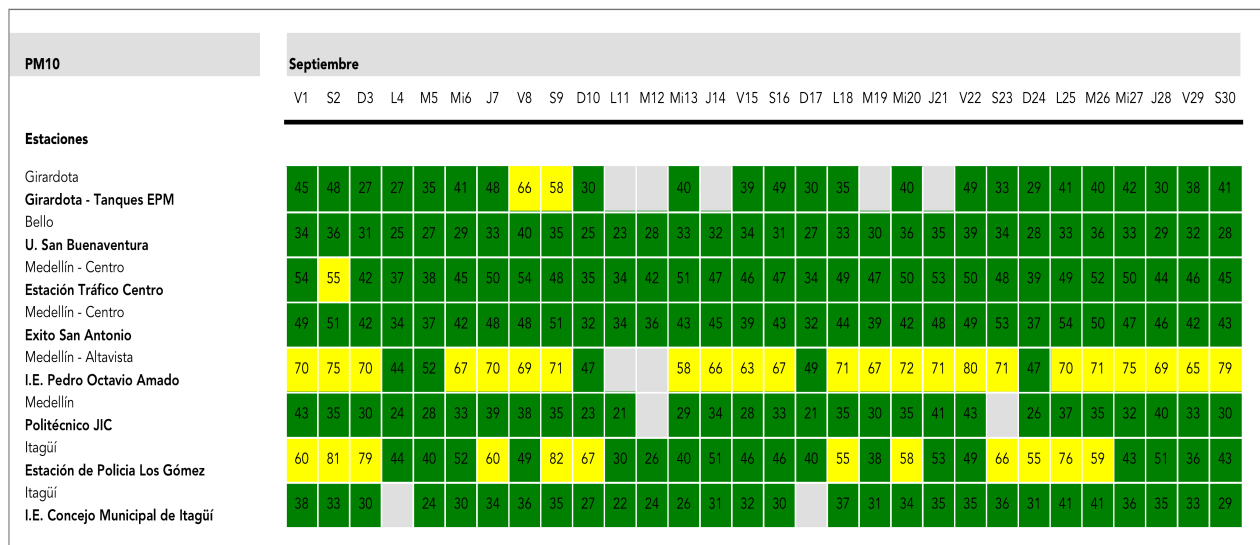 PM10 Septiembre
V1 S2 D3 L4 M5 Mi6 J7 V8 S9 D10 L11 M12 Mi13 J14 V15 S16 D17 L18 M19 Mi20 J21 V22 S23 D24 L25 M26 Mi27 J28 V29 S30
Estaciones
Girardota
Girardota - Tanques EPM
45 48 27 27 35 41 48 66 58 30 40 39 49 30 35 40 49 33 29 41 40 42 30 38 41
Bello
U. San Buenaventura
34 36 31 25 27 29 33 40 35 25 23 28 33 32 34 31 27 33 30 36 35 39 34 28 33 36 33 29 32 28
Medellín - Centro
Estación Tráfico Centro
54 55 42 37 38 45 50 54 48 35 34 42 51 47 46 47 34 49 47 50 53 50 48 39 49 52 50 44 46 45
Medellín - Centro
Exito San Antonio
49 51 42 34 37 42 48 48 51 32 34 36 43 45 39 43 32 44 39 42 48 49 53 37 54 50 47 46 42 43
Medellín - Altavista
I.E. Pedro Octavio Amado
70 75 70 44 52 67 70 69 71 47 58 66 63 67 49 71 67 72 71 80 71 47 70 71 75 69 65 79
Medellín
Politécnico JIC
43 35 30 24 28 33 39 38 35 23 21 29 34 28 33 21 35 30 35 41 43 26 37 35 32 40 33 30
Itagüí
Estación de Policia Los Gómez
60 81 79 44 40 52 60 49 82 67 30 26 40 51 46 46 40 55 38 58 53 49 66 55 76 59 43 51 36 43
Itagüí
I.E. Concejo Municipal de Itagüí
38 33 30 24 30 34 36 35 27 22 24 26 31 32 30 37 31 34 35 35 36 31 41 41 36 35 33 29